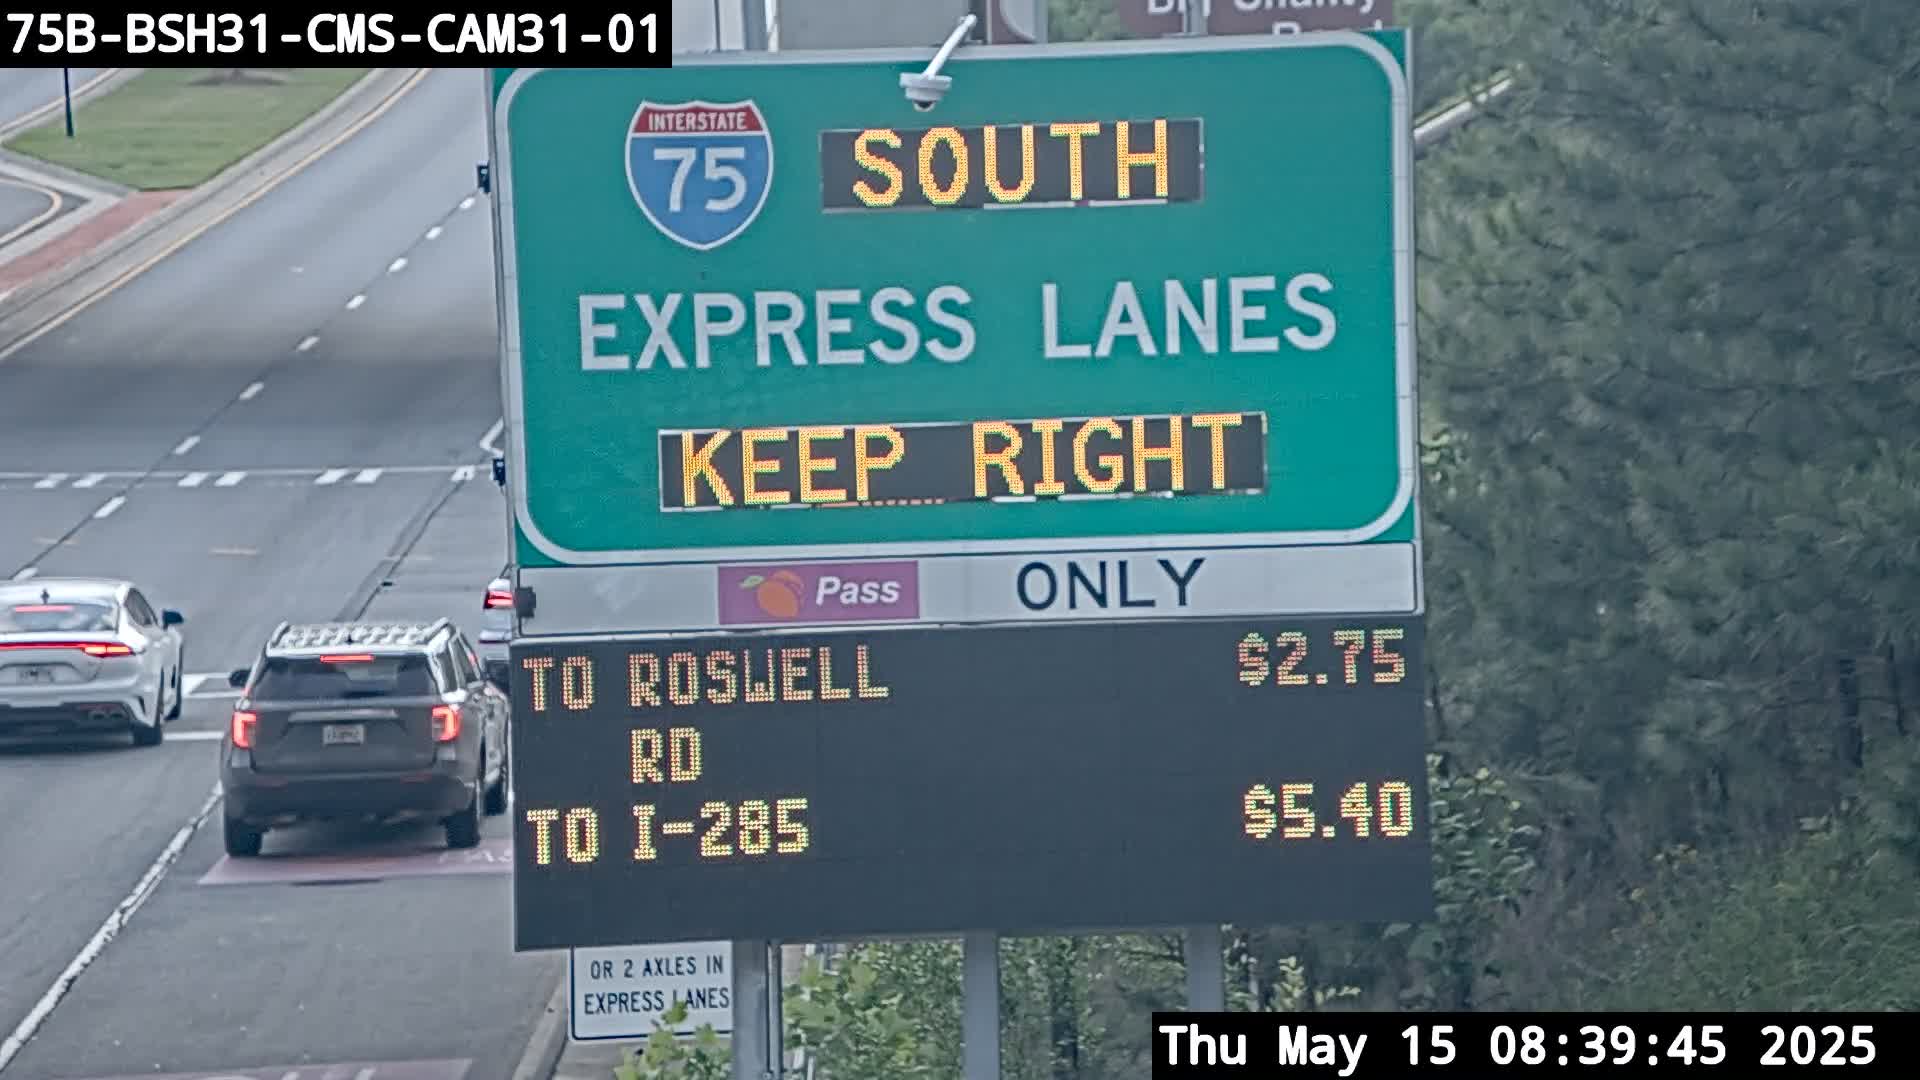 75B-BSH31-CMS-CAM31-01
INTERSTATE
75
SOUTH
EXPRESS LANES
KEEP RIGHT
Pass ONLY
TO ROSWELL $2.75
RD
TO I-285 $5.40
OR 2 AXLES IN
EXPRESS LANES
Thu May 15 08:39:45 2025